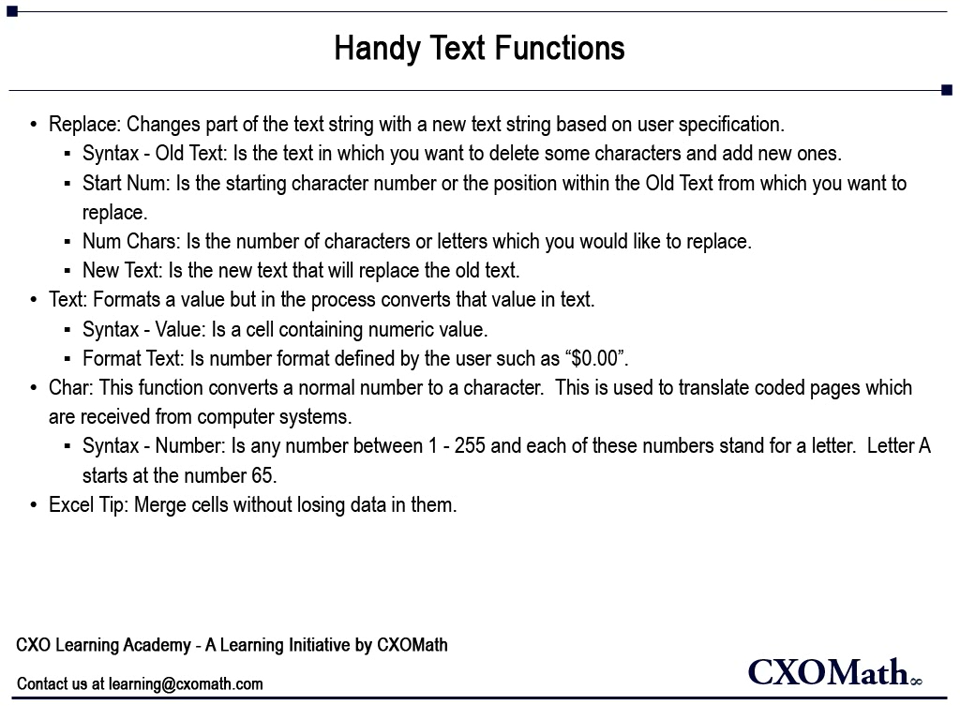 Handy Text Functions
• Replace: Changes part of the text string with a new text string based on user specification.
▪ Syntax - Old Text: Is the text in which you want to delete some characters and add new ones.
▪ Start Num: Is the starting character number or the position within the Old Text from which you want to
replace.
▪ Num Chars: Is the number of characters or letters which you would like to replace.
▪ New Text: Is the new text that will replace the old text.
• Text: Formats a value but in the process converts that value in text.
▪ Syntax - Value: Is a cell containing numeric value.
▪ Format Text: Is number format defined by the user such as “$0.00”.
• Char: This function converts a normal number to a character.  This is used to translate coded pages which
are received from computer systems.
▪ Syntax - Number: Is any number between 1 - 255 and each of these numbers stand for a letter.  Letter A
starts at the number 65.
• Excel Tip: Merge cells without losing data in them.
CXO Learning Academy - A Learning Initiative by CXOMath
CXOMath∞
Contact us at learning@cxomath.com